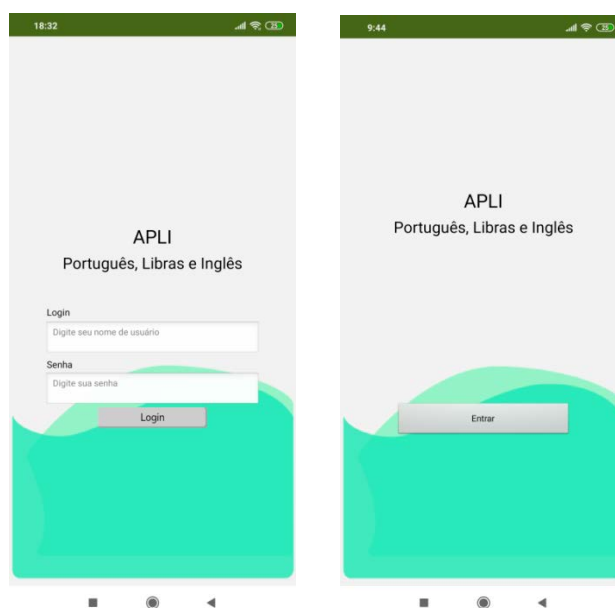 18:32
25
APLI
Português, Libras e Inglês
Login
Digite seu nome de usuário
Senha
Digite sua senha
Login
9:44
APLI
Português, Libras e Inglês
Entrar